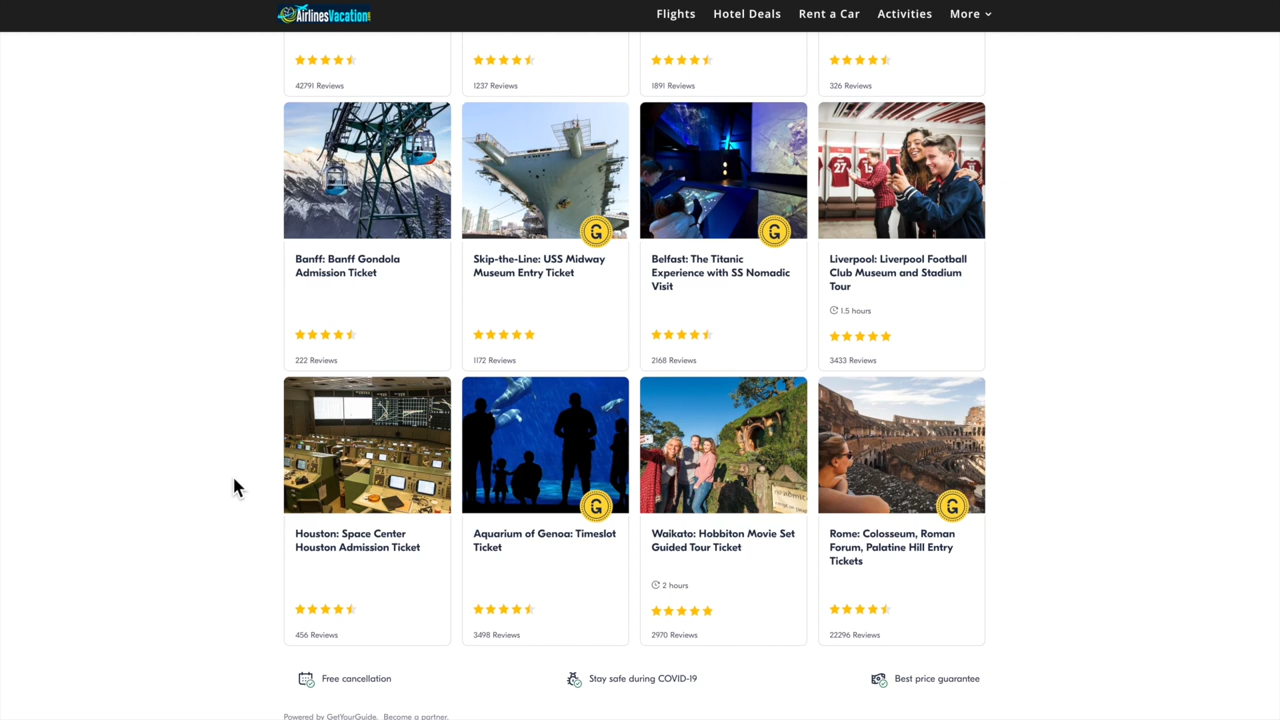 AirlinesVacation
Flights Hotel Deals Rent a Car Activities More
42791 Reviews 1237 Reviews 1891 Reviews 326 Reviews
Banff: Banff Gondola
Admission Ticket
222 Reviews
Skip-the-Line: USS Midway
Museum Entry Ticket
1172 Reviews
Belfast: The Titanic
Experience with SS Nomadic
Visit
2168 Reviews
27
Liverpool: Liverpool Football
Club Museum and Stadium
Tour
1.5 hours
3433 Reviews
Houston: Space Center
Houston Admission Ticket
456 Reviews
G
Aquarium of Genoa: Timeslot
Ticket
3498 Reviews
Waikato: Hobbiton Movie Set
Guided Tour Ticket
2 hours
2970 Reviews
G
Rome: Colosseum, Roman
Forum, Palatine Hill Entry
Tickets
22296 Reviews
Free cancellation Stay safe during COVID-19 Best price guarantee
Powered by GetYourGuide. Become a partner.